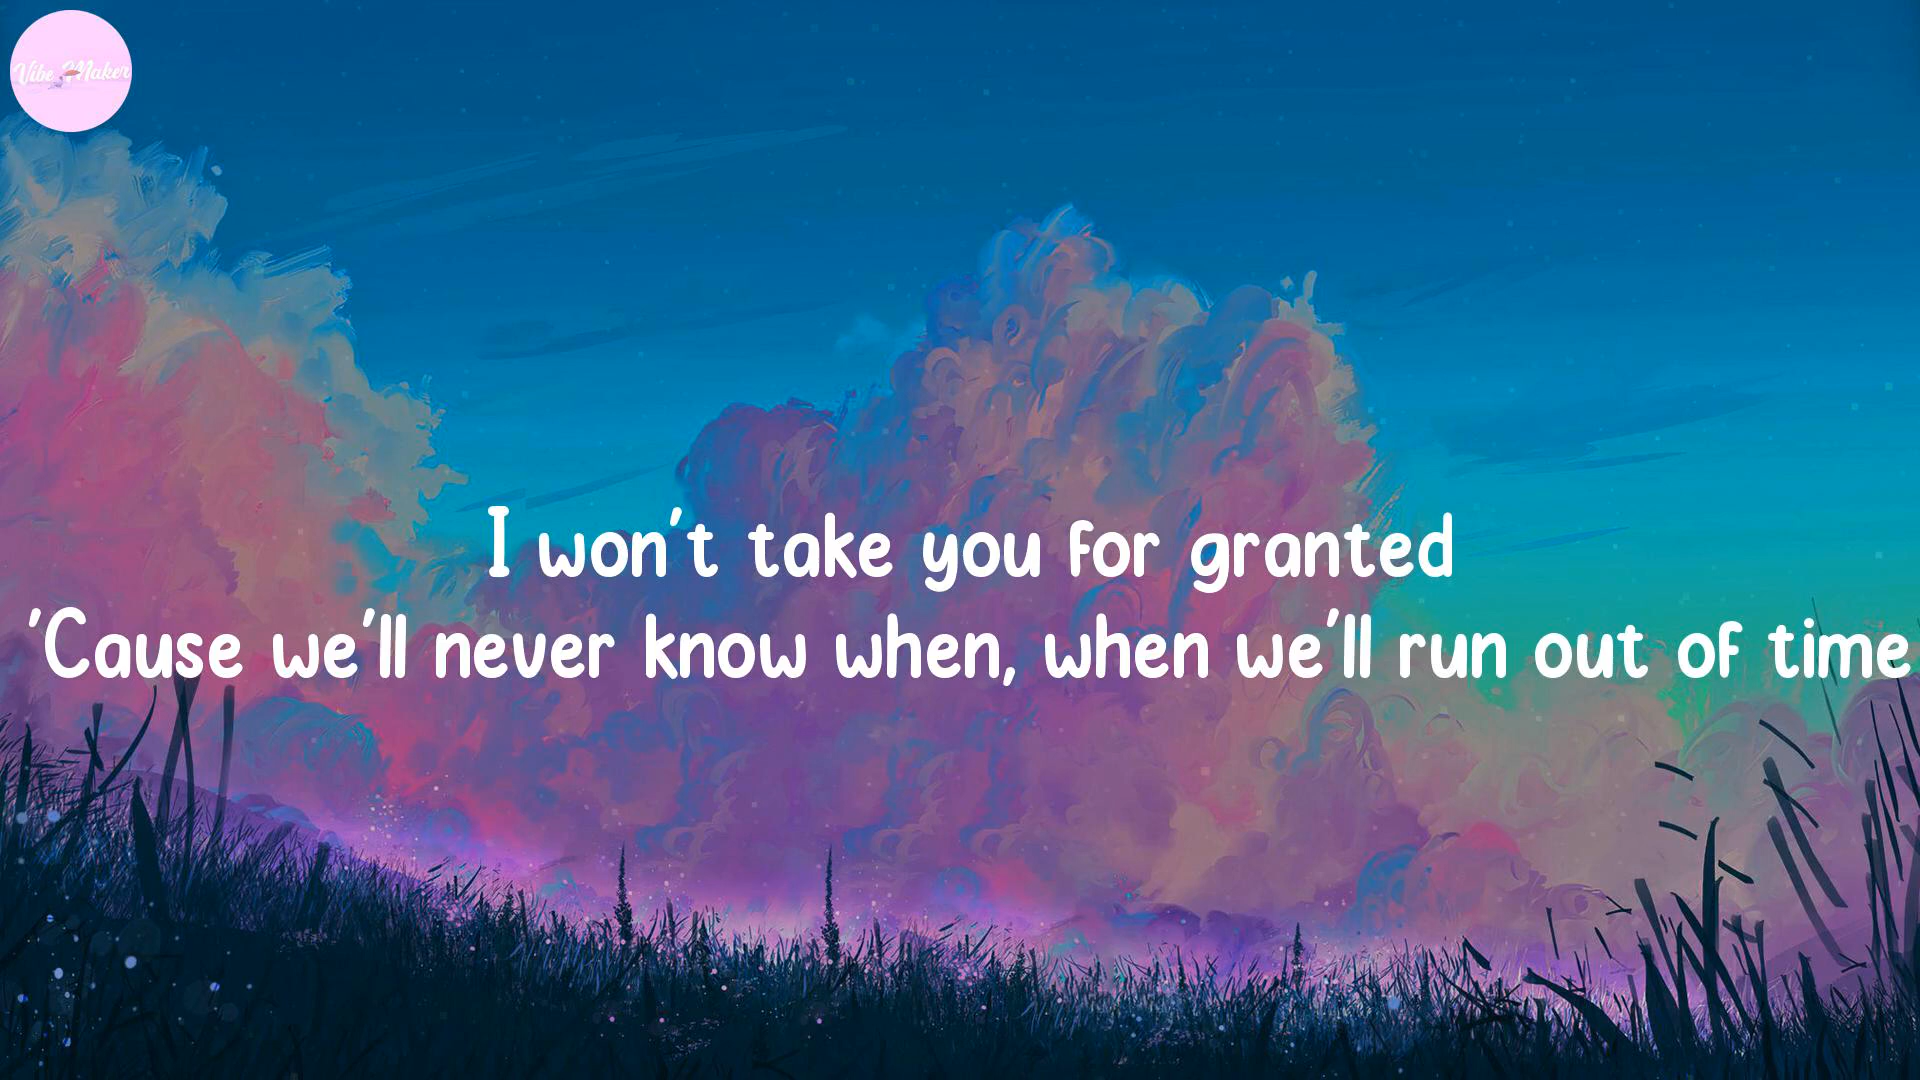 Vibe Maker
I won't take you for granted
'Cause we'll never know when, when we'll run out of time